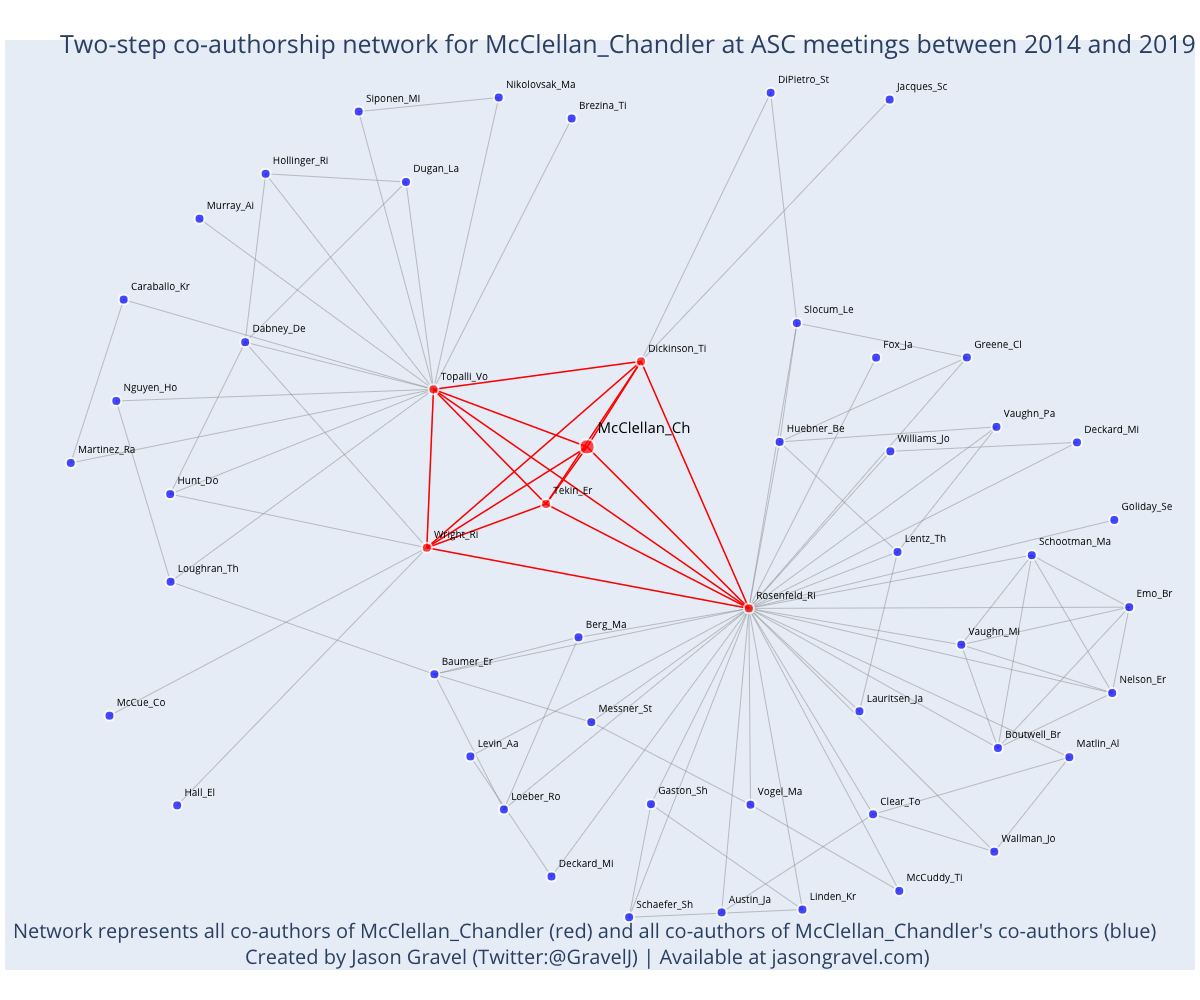 Two-step co-authorship network for McClellan_Chandler at ASC meetings between 2014 and 2019
DiPietro_St
Nikolovsak_Ma
Jacques_Sc
Siponen_MI
Brezina_Ti
Hollinger_Ri
Dugan_La
Murray_Ai
Caraballo_Kr
Slocum_Le
Dabney_De
Fox_Ja
Greene_Cl
Dickinson_Ti
Topalli_Vo
Nguyen_Ho
Vaughn_Pa
McClellan_Ch
Huebner_Be
Deckard_Mi
Williams_Jo
Martinez_Ra
Hunt_Do
Tekin_Er
Goliday_Se
Wright_Ri
Lentz_Th
Schootman_Ma
Loughran_Th
Rosenfeld_Ri
Emo_Br
Berg_Ma
Vaughn_Mi
Baumer_Er
Nelson_Er
Lauritsen_Ja
McCue_Co
Messner_St
Boutwell_Br
Levin_Aa
Matlin_Al
Hall_El
Loeber_Ro
Gaston_Sh
Vogel_Ma
Clear_To
Wallman_Jo
Deckard_Mi
McCuddy_Ti
Schaefer_Sh
Austin_Ja
Linden_Kr
Network represents all co-authors of McClellan_Chandler (red) and all co-authors of McClellan_Chandler's co-authors (blue)
Created by Jason Gravel (Twitter:@GravelJ) | Available at jasongravel.com)